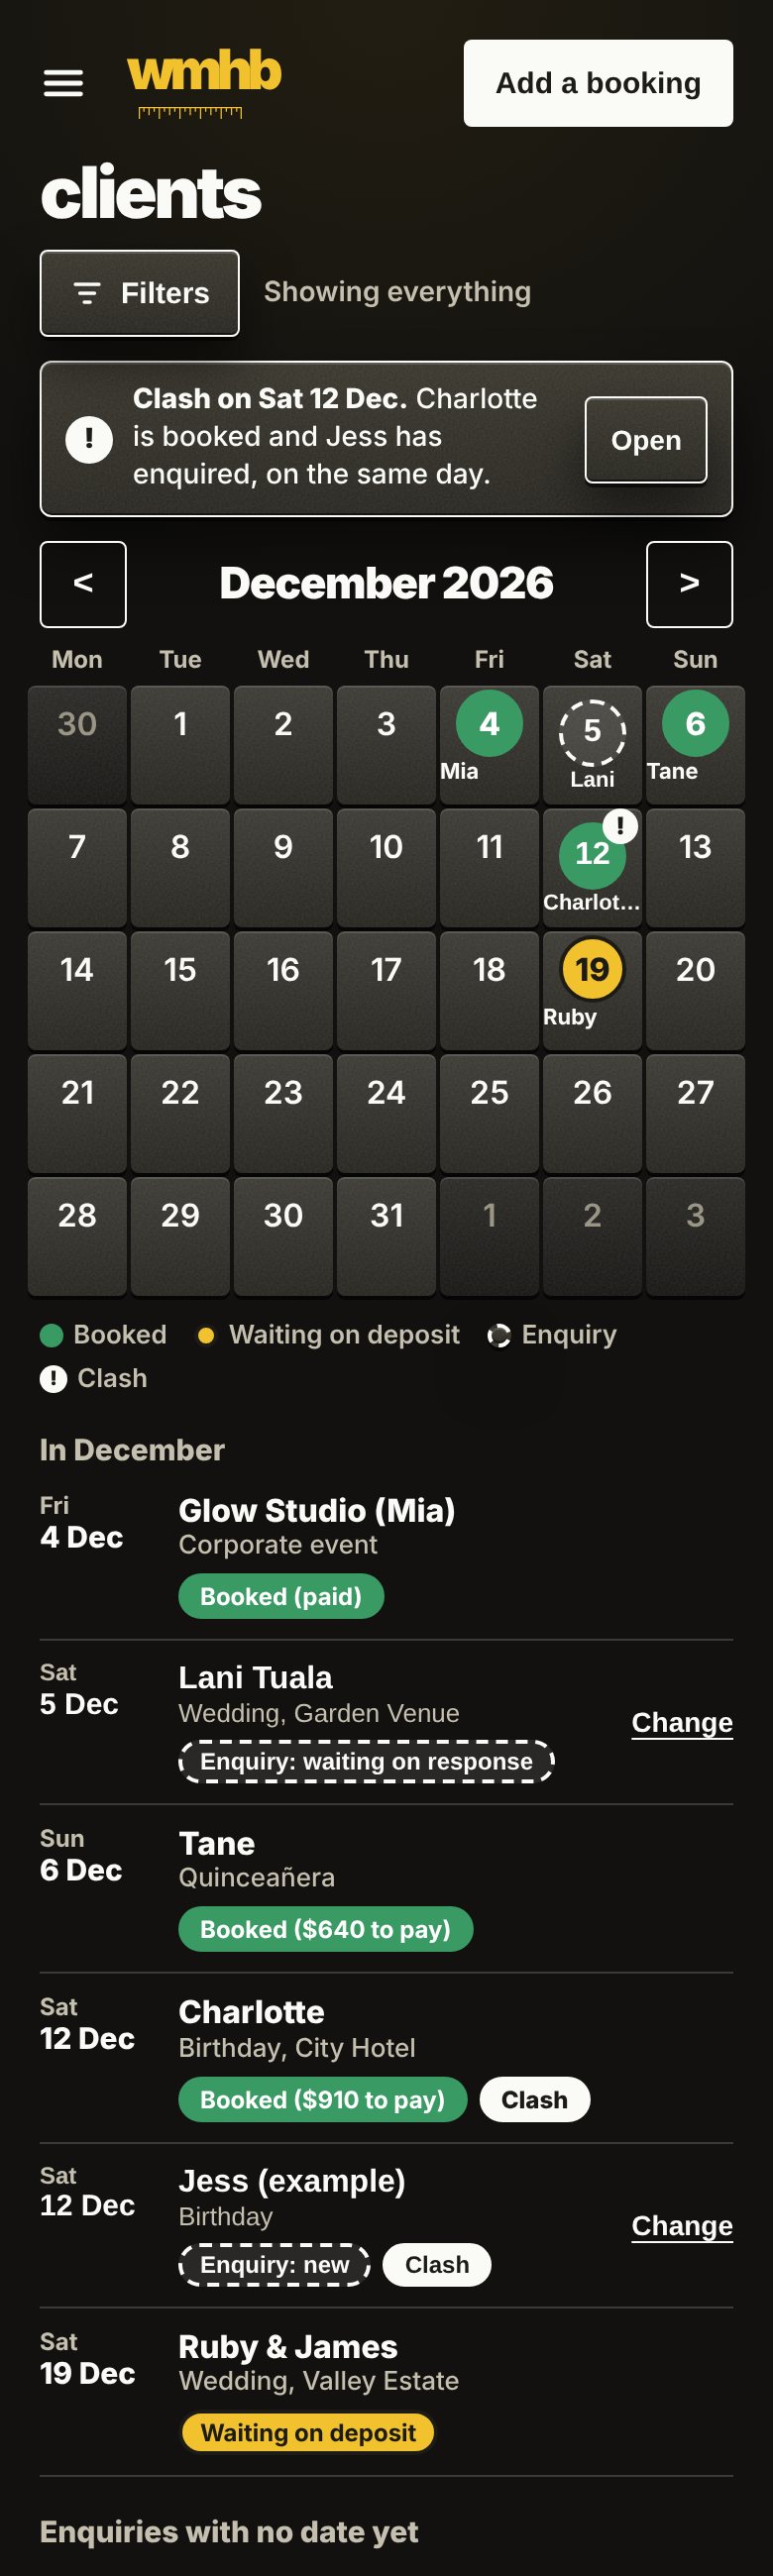 wmhb
Add a booking
clients
Filters
Showing everything
!
Clash on Sat 12 Dec. Charlotte
is booked and Jess has
enquired, on the same day.
Open
<
December 2026
>
Mon Tue Wed Thu Fri Sat Sun
30 1 2 3 4 5 6
Mia Lani Tane
7 8 9 10 11 12 ! 13
Charlot...
14 15 16 17 18 19 20
Ruby
21 22 23 24 25 26 27
28 29 30 31 1 2 3
Booked Waiting on deposit Enquiry
! Clash
In December
Fri
4 Dec
Glow Studio (Mia)
Corporate event
Booked (paid)
Sat
5 Dec
Lani Tuala
Wedding, Garden Venue
Enquiry: waiting on response
Change
Sun
6 Dec
Tane
Quinceañera
Booked ($640 to pay)
Sat
12 Dec
Charlotte
Birthday, City Hotel
Booked ($910 to pay) Clash
Sat
12 Dec
Jess (example)
Birthday
Enquiry: new Clash
Change
Sat
19 Dec
Ruby & James
Wedding, Valley Estate
Waiting on deposit
Enquiries with no date yet